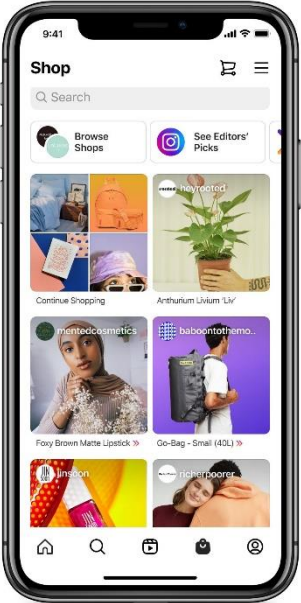 9:41
Shop
Search
Browse
Shops
See Editors'
Picks
heyrooted
Continue Shopping
Anthurium Livium 'Liv'
mentedcosmetics
baboontothemo..
Foxy Brown Matte Lipstick »
Go-Bag - Small (40L) »
linsoon
richerpoorer